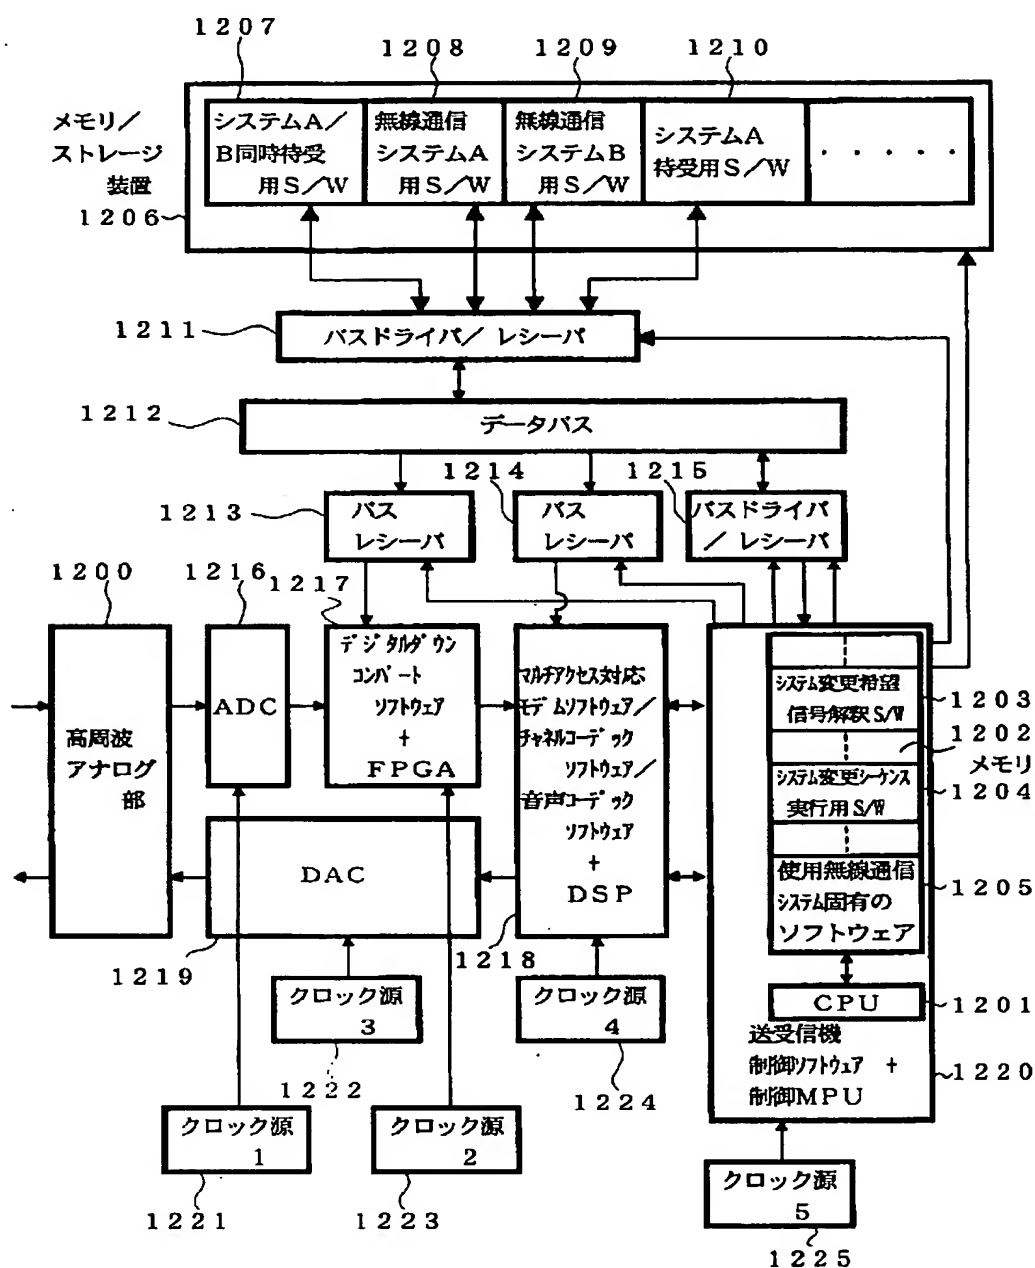 1207
1208
1209
1210
メモリ/
ストレージ
装置
1206
システムA/
B同時待受
用S/W
無線通信
システムA
用S/W
無線通信
システムB
用S/W
システムA
待受用S/W
・・・・・
1211
バスドライバ/レシーバ
1212
データバス
1213
バス
レシーバ
1214
バス
レシーバ
1215
バスドライバ
/レシーバ
1200
高周波
アナログ
部
1216
ADC
1217
デジタルダウン
コンバート
ソフトウェア
+
FPGA
マルチアクセス対応
モデムソフトウェア/
チャネルコーデック
ソフトウェア/
音声コーデック
ソフトウェア
+
DSP
1218
DAC
1219
システム変更希望
信号解釈S/W
1203
1202
メモリ
システム変更シーケンス
実行用S/W
1204
使用無線通信
システム固有の
ソフトウェア
1205
CPU
1201
送受信機
制御ソフトウェア +
制御MPU
1220
クロック源
3
1222
クロック源
4
1224
クロック源
1
1221
クロック源
2
1223
クロック源
5
1225